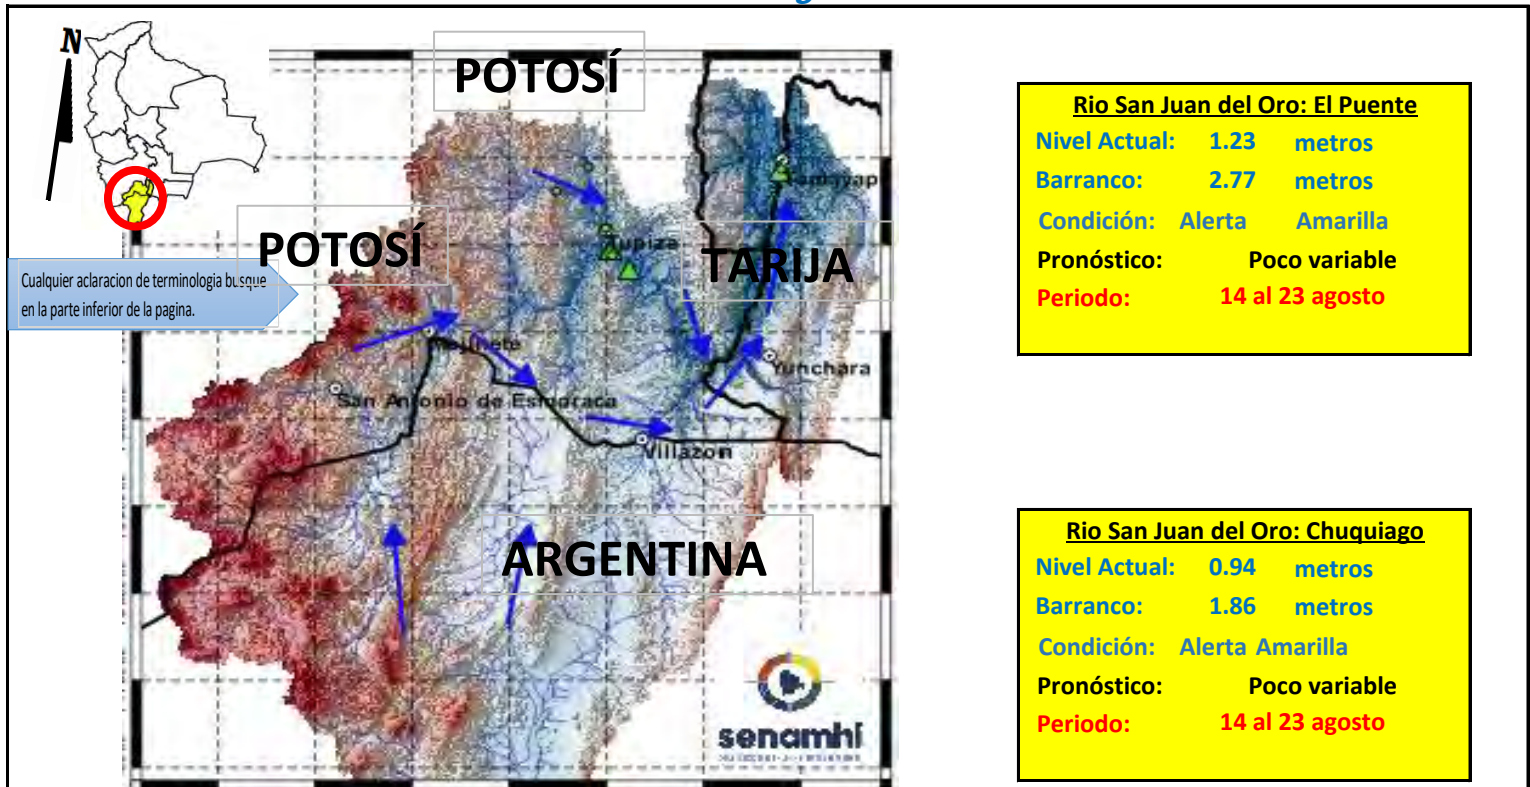 N
POTOSÍ
POTOSÍ
TARIJA
Cualquier aclaracion de terminologia busque
en la parte inferior de la pagina.
Tupiza
Yunchara
San Antonio de Esmoraca
Villazon
ARGENTINA
senamhi
Rio San Juan del Oro: El Puente
Nivel Actual: 1.23 metros
Barranco: 2.77 metros
Condición: Alerta Amarilla
Pronóstico: Poco variable
Periodo: 14 al 23 agosto
Rio San Juan del Oro: Chuquiago
Nivel Actual: 0.94 metros
Barranco: 1.86 metros
Condición: Alerta Amarilla
Pronóstico: Poco variable
Periodo: 14 al 23 agosto